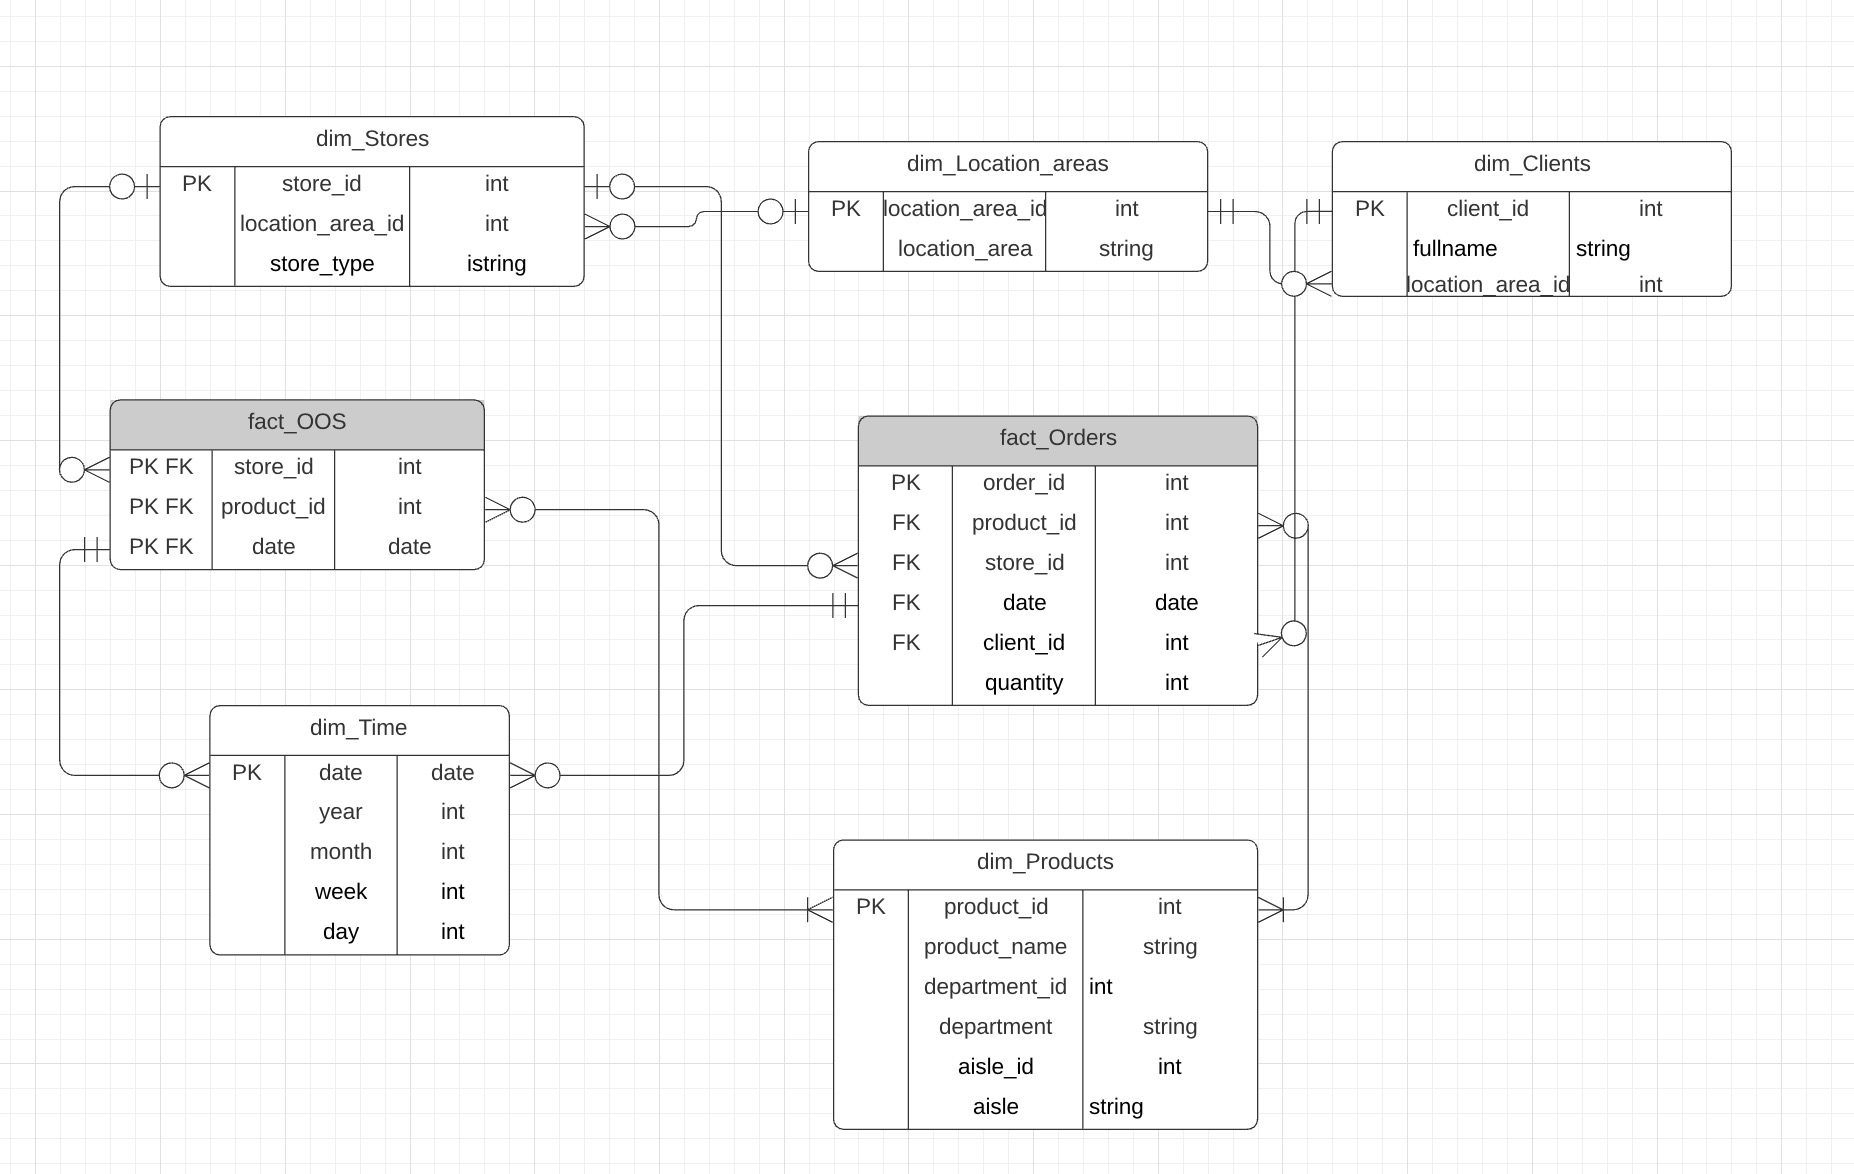 dim_Stores
PK store_id int
location_area_id int
store_type istring
dim_Location_areas
PK location_area_id int
location_area string
dim_Clients
PK client_id int
fullname string
location_area_id int
fact_OOS
PK FK store_id int
PK FK product_id int
PK FK date date
fact_Orders
PK order_id int
FK product_id int
FK store_id int
FK date date
FK client_id int
quantity int
dim_Time
PK date date
year int
month int
week int
day int
dim_Products
PK product_id int
product_name string
department_id int
department string
aisle_id int
aisle string